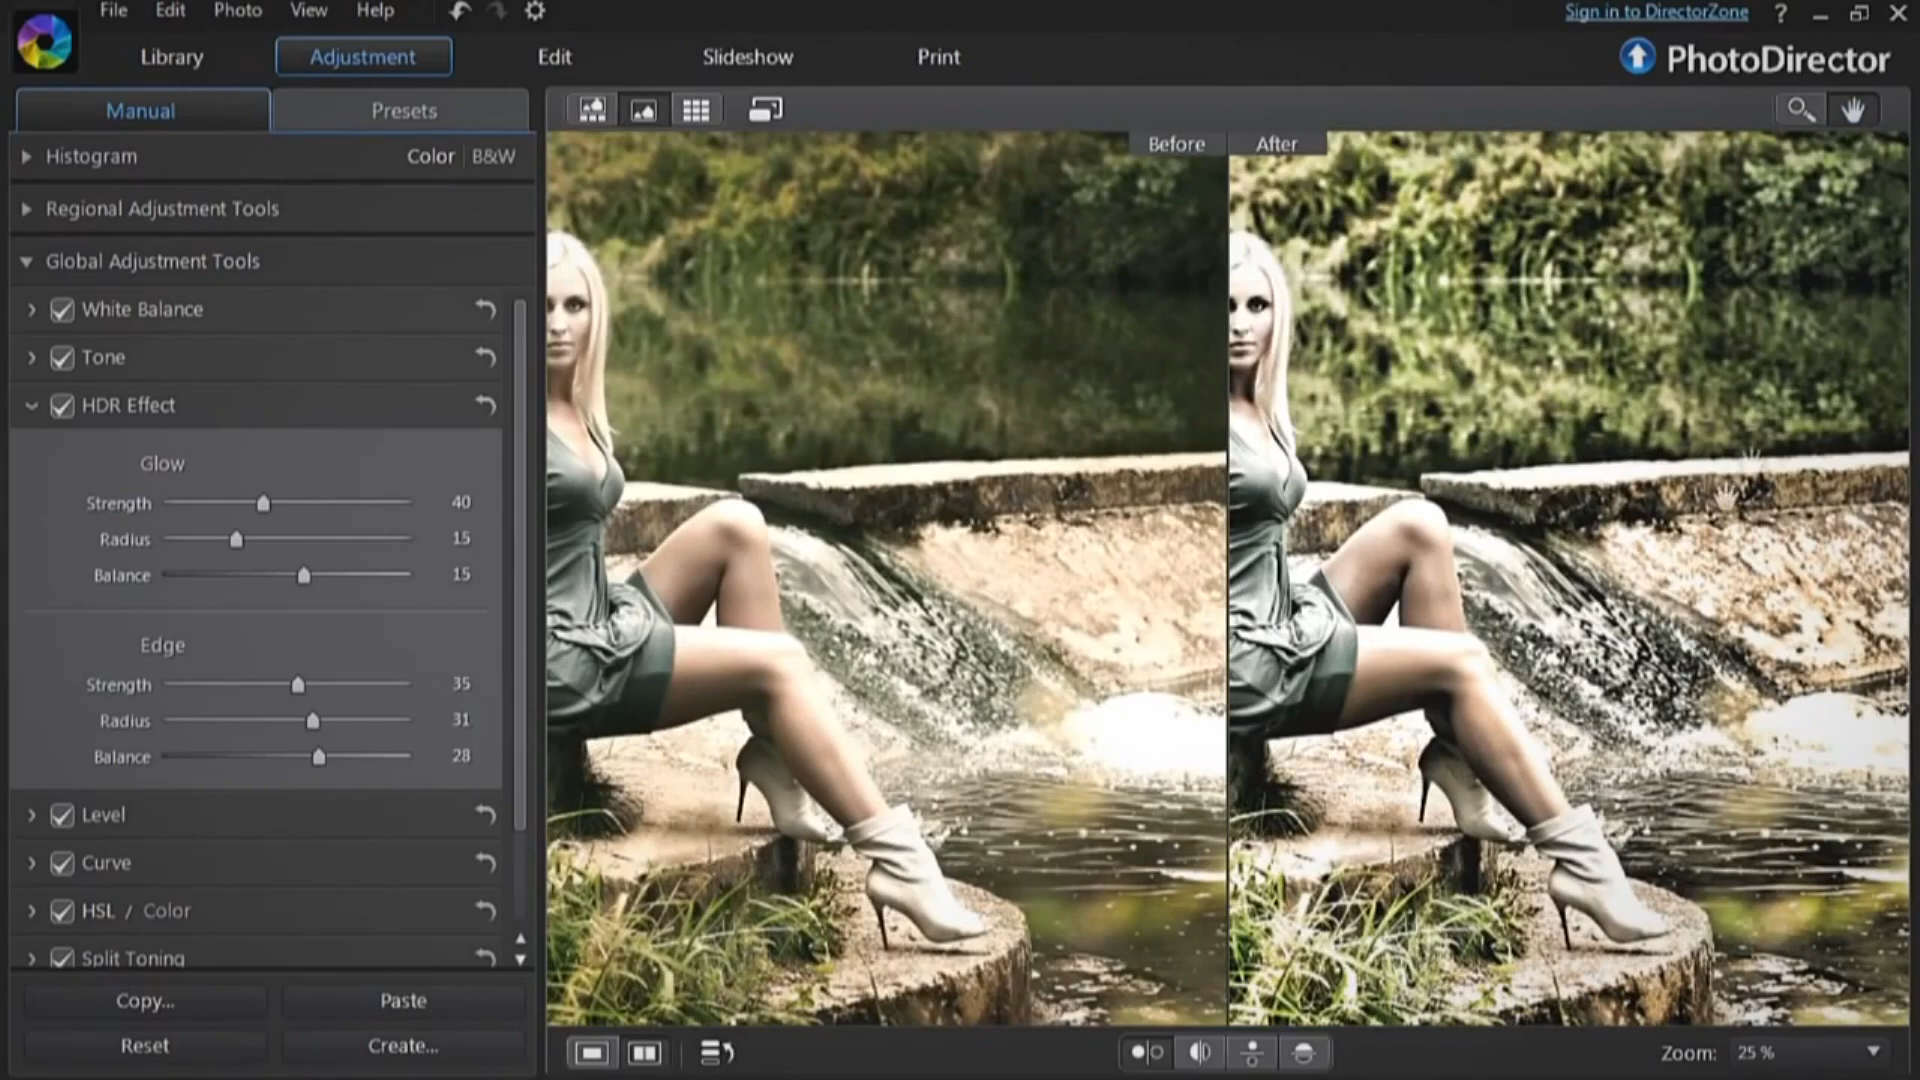 File Edit Photo View Help
Sign in to DirectorZone ?
Library Adjustment Edit Slideshow Print
PhotoDirector
Manual Presets
Before After
Histogram Color B&W
Regional Adjustment Tools
Global Adjustment Tools
White Balance
Tone
HDR Effect
Glow
Strength 40
Radius 15
Balance 15
Edge
Strength 35
Radius 31
Balance 28
Level
Curve
HSL / Color
Split Toning
Copy... Paste
Reset Create...
Zoom: 25 %